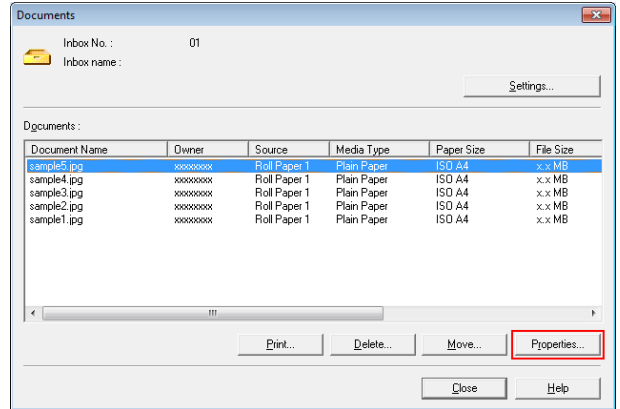 Documents
Inbox No. : 01
Inbox name :
Settings...
Documents :
Document Name Owner Source Media Type Paper Size File Size
sample5.jpg xxxxxxxx Roll Paper 1 Plain Paper ISO A4 x.x MB
sample4.jpg xxxxxxxx Roll Paper 1 Plain Paper ISO A4 x.x MB
sample3.jpg xxxxxxxx Roll Paper 1 Plain Paper ISO A4 x.x MB
sample2.jpg xxxxxxxx Roll Paper 1 Plain Paper ISO A4 x.x MB
sample1.jpg xxxxxxxx Roll Paper 1 Plain Paper ISO A4 x.x MB
Print... Delete... Move... Properties...
Close Help